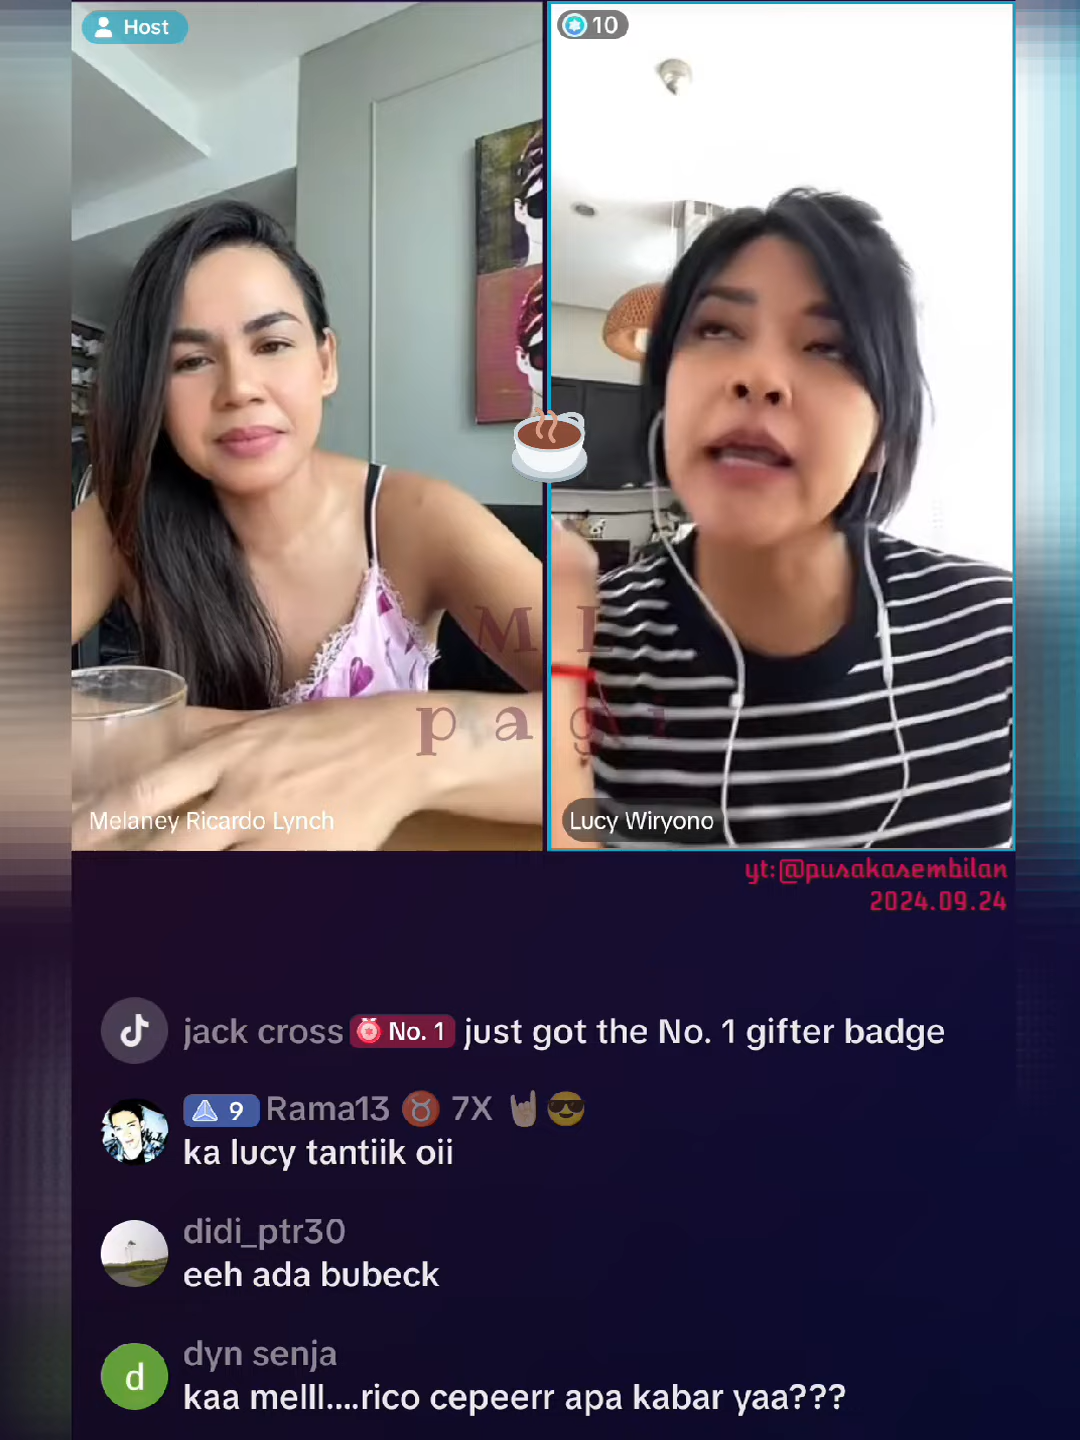 Host
10
M L
pagi
Melaney Ricardo Lynch
Lucy Wiryono
yt:@pusakasembilan
2024.09.24
jack cross No. 1 just got the No. 1 gifter badge
9 Rama13 ♉ 7X 🤘😎
ka lucy tantiik oii
didi_ptr30
eeh ada bubeck
d
dyn senja
kaa melll....rico cepeerr apa kabar yaa???